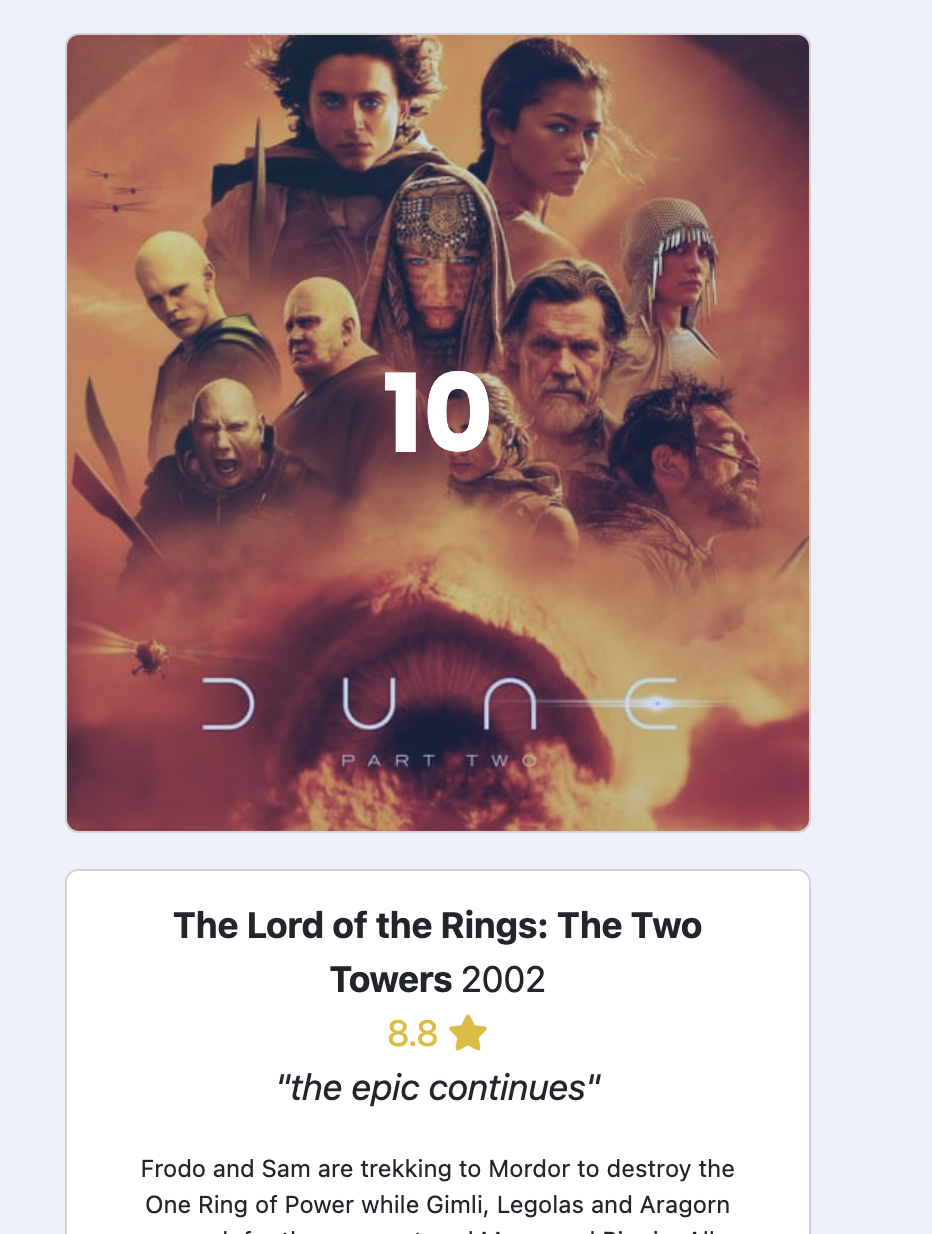 10
DUNE
PART TWO
The Lord of the Rings: The Two
Towers 2002
8.8
"the epic continues"
Frodo and Sam are trekking to Mordor to destroy the
One Ring of Power while Gimli, Legolas and Aragorn